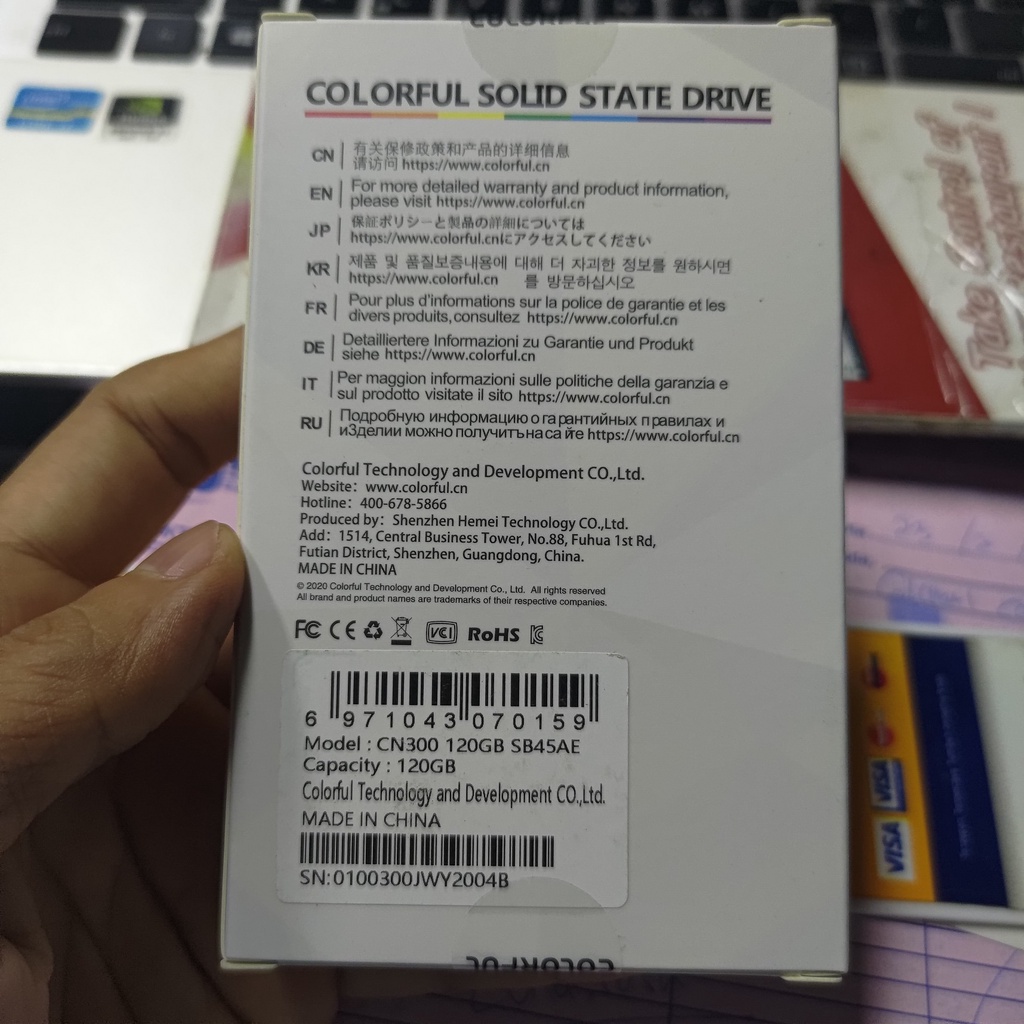 COLORFUL SOLID STATE DRIVE
CN 有关保修政策和产品的详细信息
请访问 https://www.colorful.cn
EN For more detailed warranty and product information,
please visit https://www.colorful.cn
JP 保証ポリシーと製品の詳細については
https://www.colorful.cnにアクセスしてください
KR 제품 및 품질보증내용에 대해 더 자괴한 정보를 원하시면
https://www.colorful.cn 를 방문하십시오
FR Pour plus d'informations sur la police de garantie et les
divers produits,consultez https://www.colorful.cn
DE Detailliertere Informazioni zu Garantie und Produkt
siehe https://www.colorful.cn
IT Per maggion informazioni sulle politiche della garanzia e
sul prodotto visitate il sito https://www.colorful.cn
RU Подробную информацию о га рантийных п равилах и
иЗделии можно получитъ на са йте https://www.colorful.cn
Colorful Technology and Development CO.,Ltd.
Website: www.colorful.cn
Hotline: 400-678-5866
Produced by: Shenzhen Hemei Technology CO.,Ltd.
Add: 1514, Central Business Tower, No.88, Fuhua 1st Rd,
Futian District, Shenzhen, Guangdong, China.
MADE IN CHINA
© 2020 Colorful Technology and Development Co., Ltd. All rights reserved
All brand and product names are trademarks of their respective companies.
FC CE VCI RoHS
6 971043 070159
Model : CN300 120GB SB45AE
Capacity : 120GB
Colorful Technology and Development CO.,Ltd.
MADE IN CHINA
SN:0100300JWY2004B
Take Control of
VISA
VISA